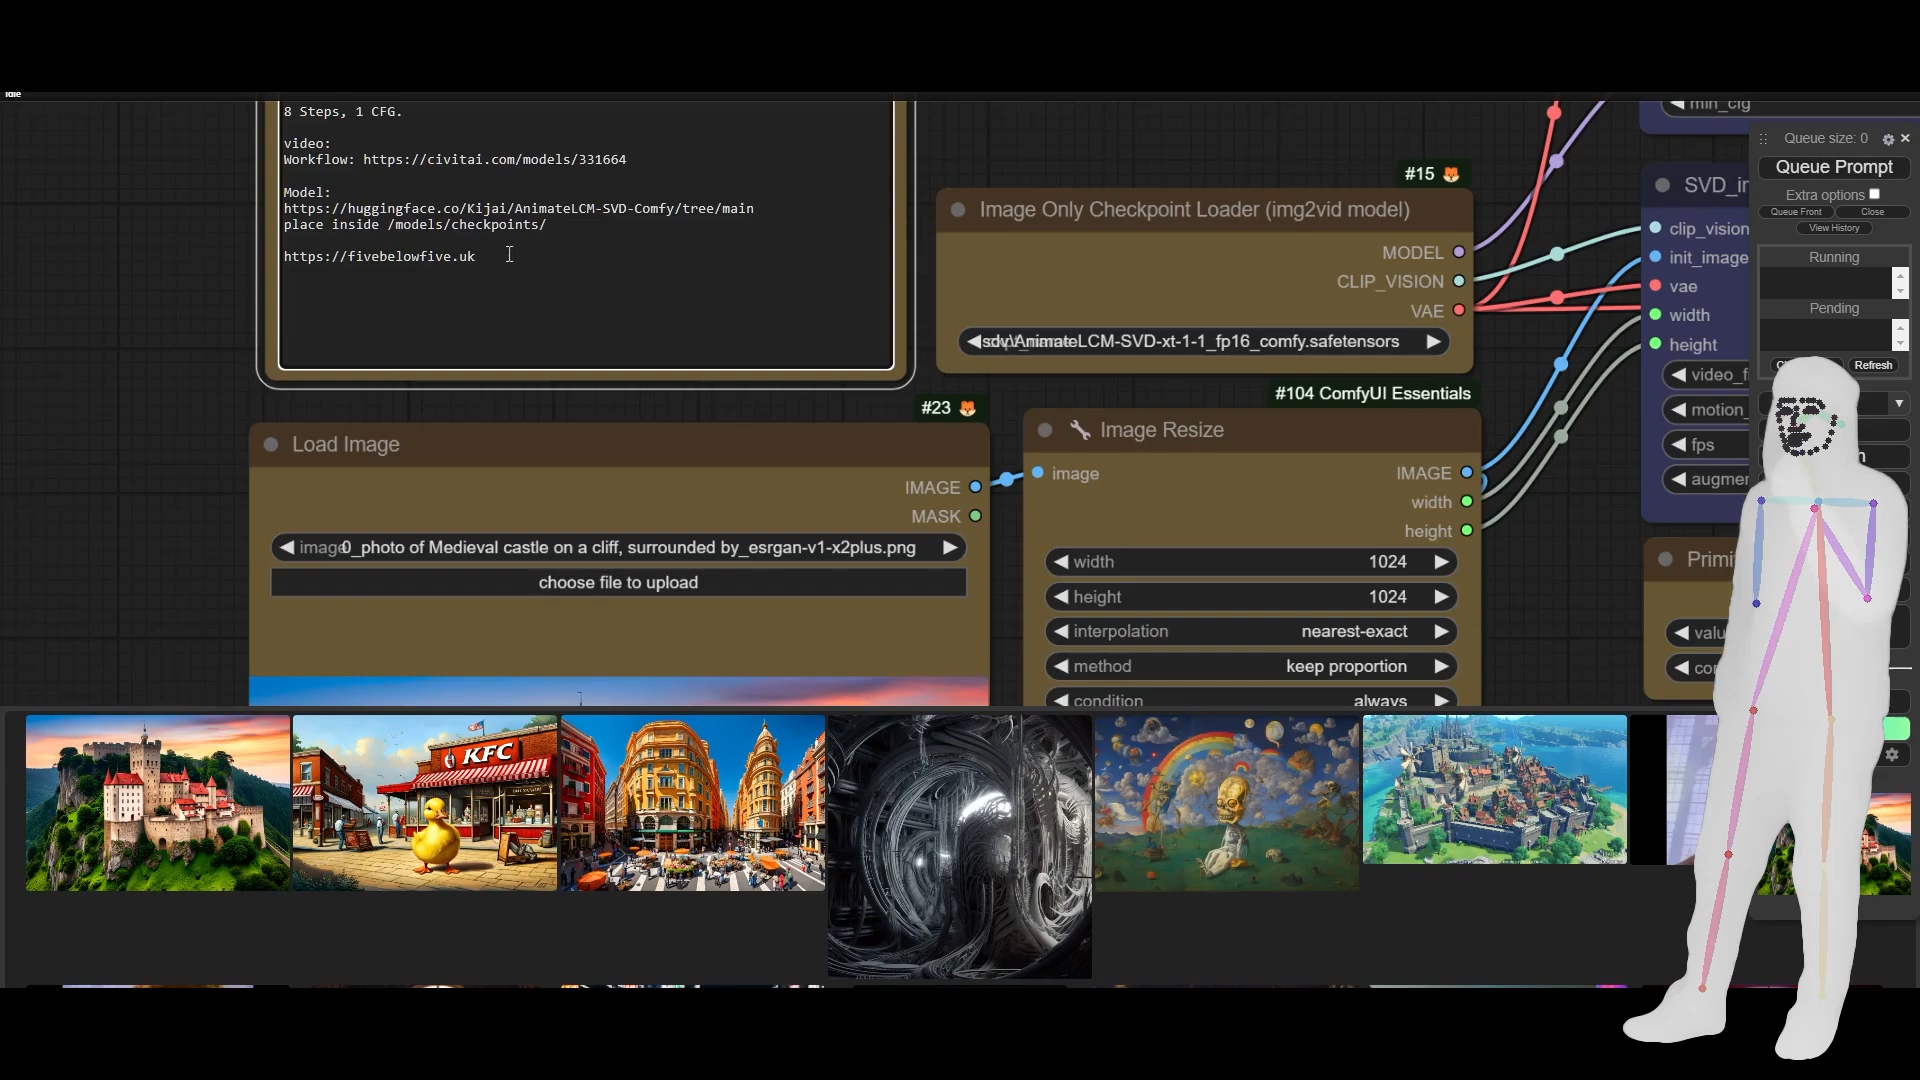 Idle
8 Steps, 1 CFG.
video:
Workflow: https://civitai.com/models/331664
Model:
https://huggingface.co/Kijai/AnimateLCM-SVD-Comfy/tree/main
place inside /models/checkpoints/
https://fivebelowfive.uk
#15
Image Only Checkpoint Loader (img2vid model)
MODEL
CLIP_VISION
VAE
AnimateLCM-SVD-xt-1-1_fp16_comfy.safetensors
#23
Load Image
IMAGE
MASK
image 0_photo of Medieval castle on a cliff, surrounded by_esrgan-v1-x2plus.png
choose file to upload
#104 ComfyUI Essentials
Image Resize
image
IMAGE
width
height
width 1024
height 1024
interpolation nearest-exact
method keep proportion
condition always
min_cfg
SVD_i
clip_vision
init_image
vae
width
height
video_f
motion_
fps
augmen
Primi
valu
co
Queue size: 0
Queue Prompt
Extra options
Queue Front
Close
View History
Running
Pending
Refresh
KFC